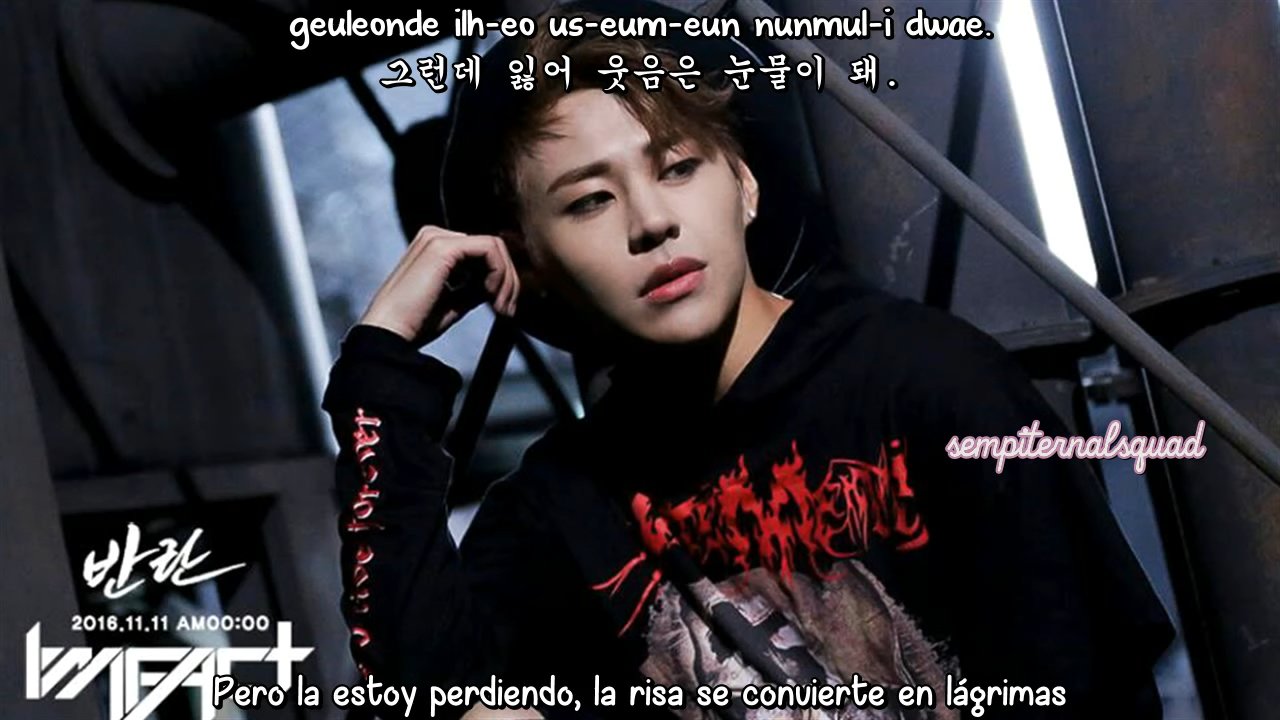 geuleonde ilh-eo us-eum-eun nunmul-i dwae.
그런데 잃어 웃음은 눈물이 돼.
forever
sempiternalsquad
반란
2016.11.11 AM00:00
IMFACT
Pero la estoy perdiendo, la risa se convierte en lágrimas